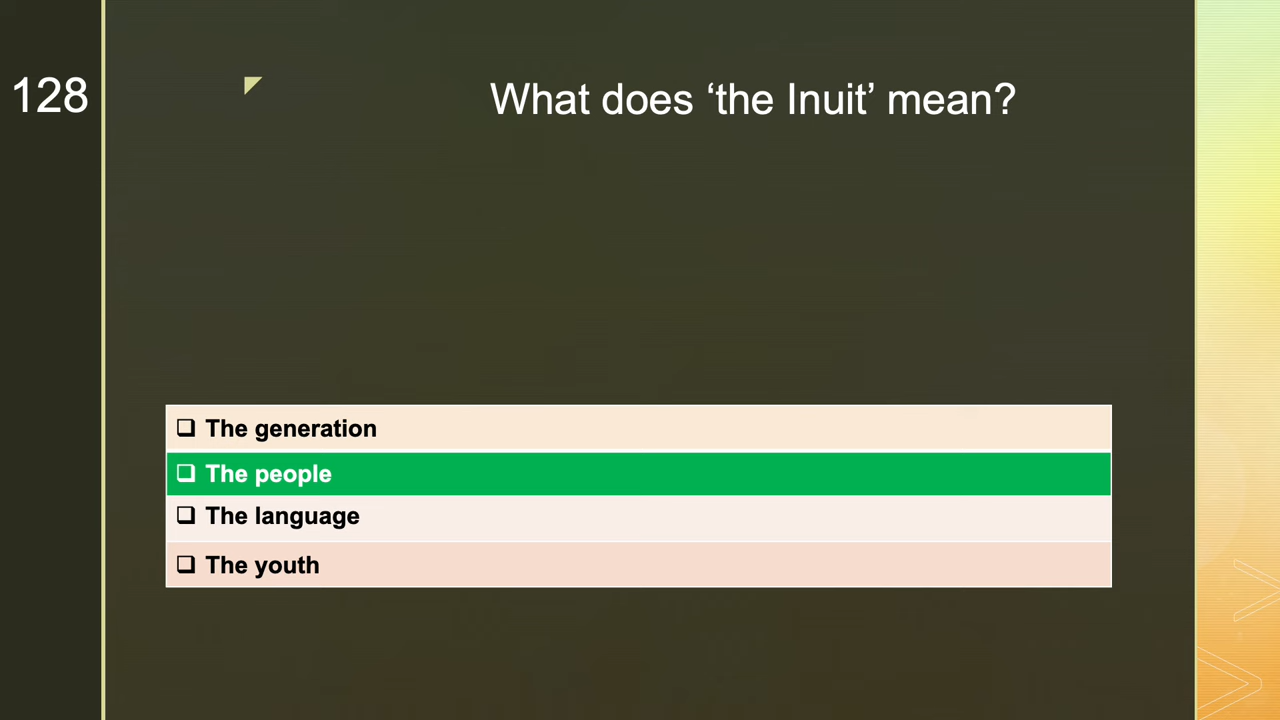 128
What does ‘the Inuit’ mean?
❑ The generation
❑ The people
❑ The language
❑ The youth